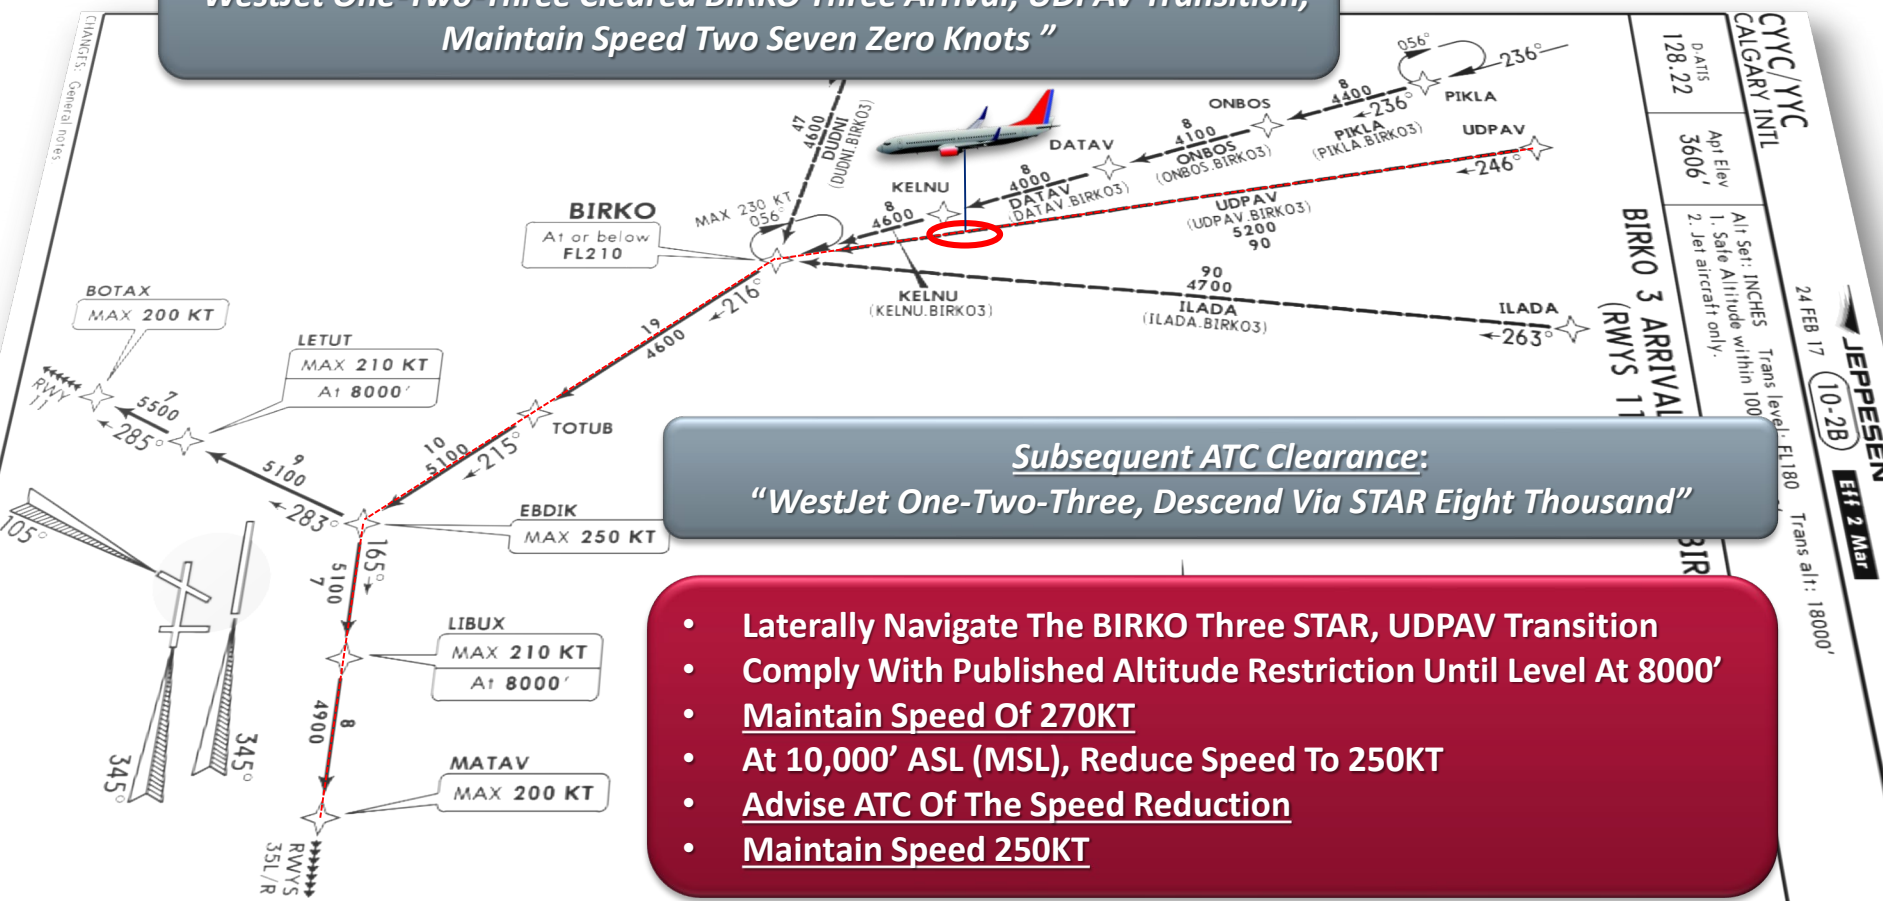 WestJet One-Two-Three Cleared BIRKO Three Arrival, UDPAV Transition,
Maintain Speed Two Seven Zero Knots ”
CHANGES: General notes
CYYC/YYC
CALGARY INTL
D-ATIS
128.22
Apt Elev
3606'
Alt Set: INCHES Trans level: FL180 Trans alt: 18000'
1. Safe Altitude within 100
2. Jet aircraft only.
JEPPESEN
24 FEB 17
10-2B
Eff 2 Mar
BIRKO 3 ARRIVAL
(RWYS 11
BIR
056°
236°
PIKLA
8
4400
236°
PIKLA
(PIKLA.BIRKO3)
ONBOS
8
4100
ONBOS
(ONBOS.BIRKO3)
UDPAV
246°
UDPAV
(UDPAV.BIRKO3)
5200
90
DATAV
8
4000
DATAV
(DATAV.BIRKO3)
KELNU
8
4600
KELNU
(KELNU.BIRKO3)
47
4600
DUDNI
(DUDNI.BIRKO3)
MAX 230 KT
056°
BIRKO
At or below
FL210
90
4700
ILADA
(ILADA.BIRKO3)
ILADA
263°
216°
19
4600
TOTUB
10
5100
215°
BOTAX
MAX 200 KT
LETUT
MAX 210 KT
At 8000'
RWY
11
7
5500
285°
9
5100
283°
EBDIK
MAX 250 KT
165°
5100
7
LIBUX
MAX 210 KT
At 8000'
8
4900
MATAV
MAX 200 KT
RWYS
35L/R
105°
345°
345°
Subsequent ATC Clearance:
“WestJet One-Two-Three, Descend Via STAR Eight Thousand”
• Laterally Navigate The BIRKO Three STAR, UDPAV Transition
• Comply With Published Altitude Restriction Until Level At 8000’
• Maintain Speed Of 270KT
• At 10,000’ ASL (MSL), Reduce Speed To 250KT
• Advise ATC Of The Speed Reduction
• Maintain Speed 250KT